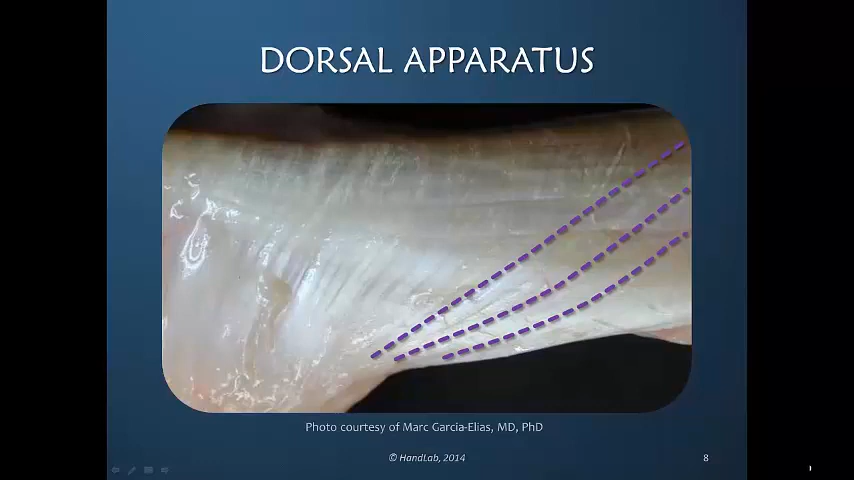 DORSAL APPARATUS
Photo courtesy of Marc Garcia-Elias, MD, PhD
© HandLab, 2014
8